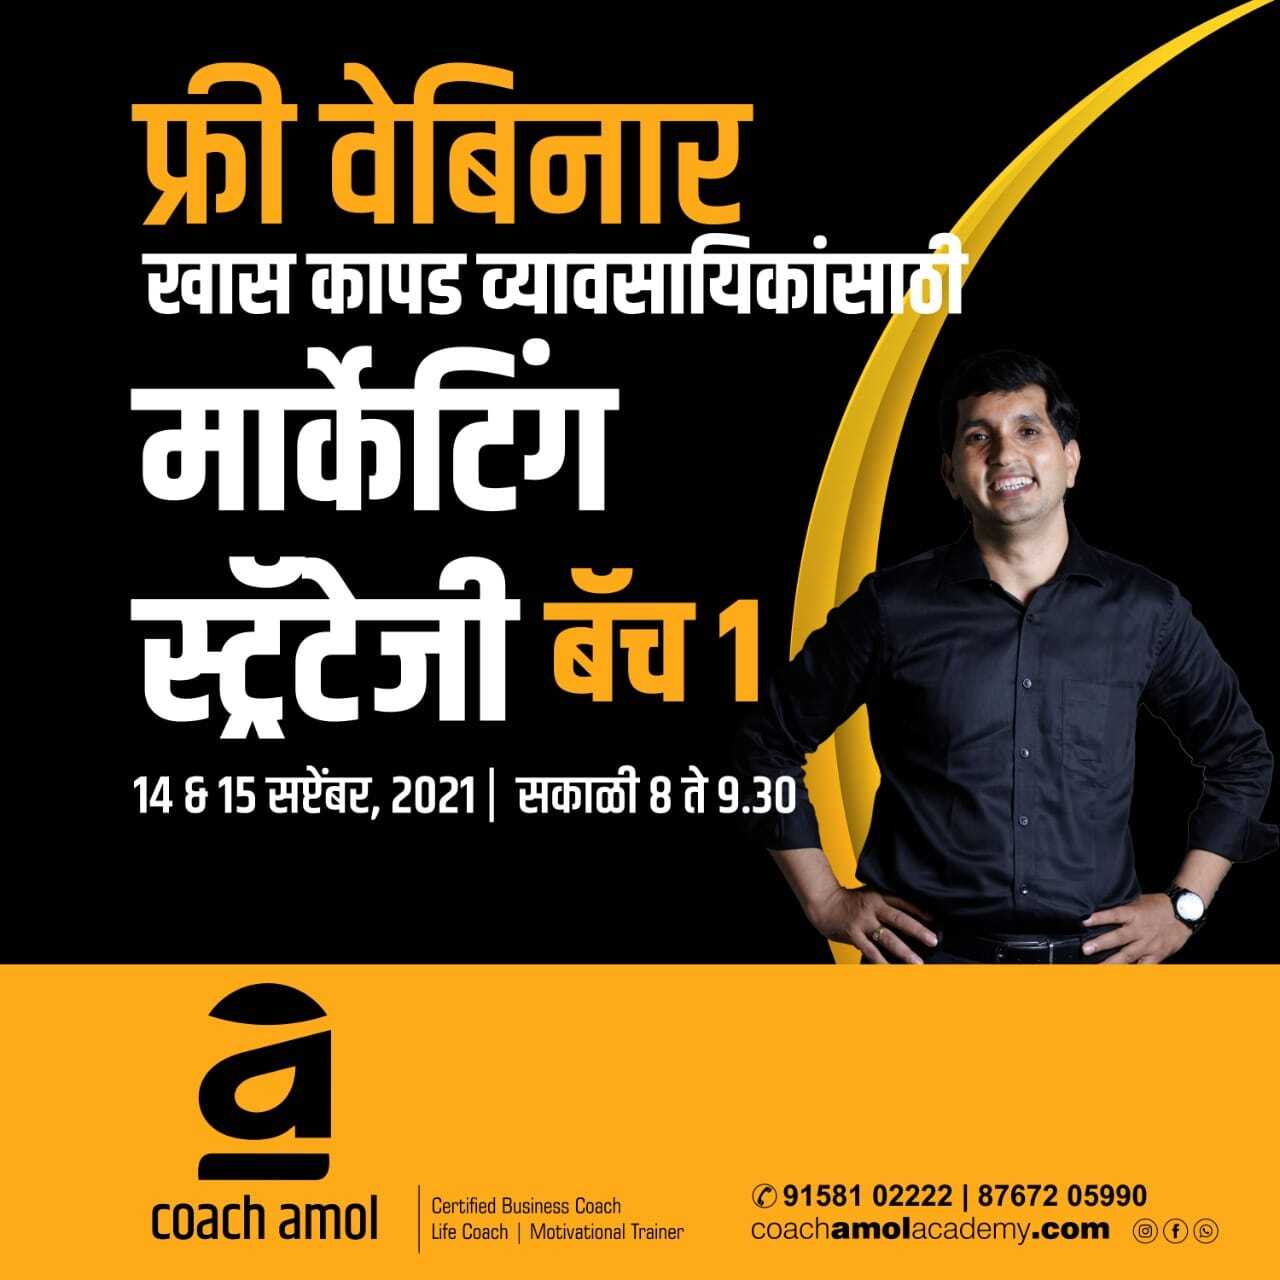 फ्री वेबिनार
खास कापड व्यावसायिकांसाठी
मार्केटिंग
स्ट्रॅटेजी बॅच 1
14 & 15 सप्टेंबर, 2021 | सकाळी 8 ते 9.30
a
coach amol
Certified Business Coach
Life Coach | Motivational Trainer
91581 02222 | 87672 05990
coachamolacademy.com